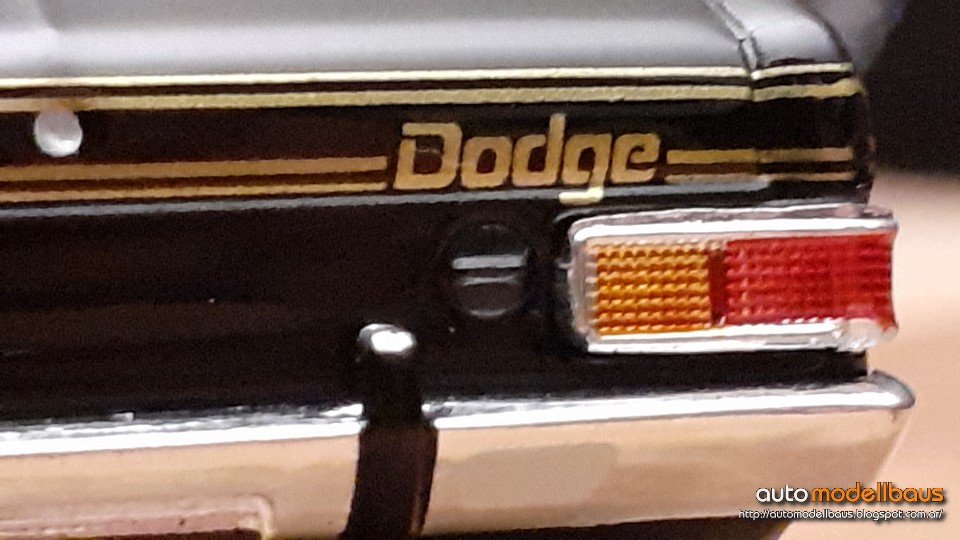 Dodge
auto modellbaus
http://automodellbaus.blogspot.com.ar/